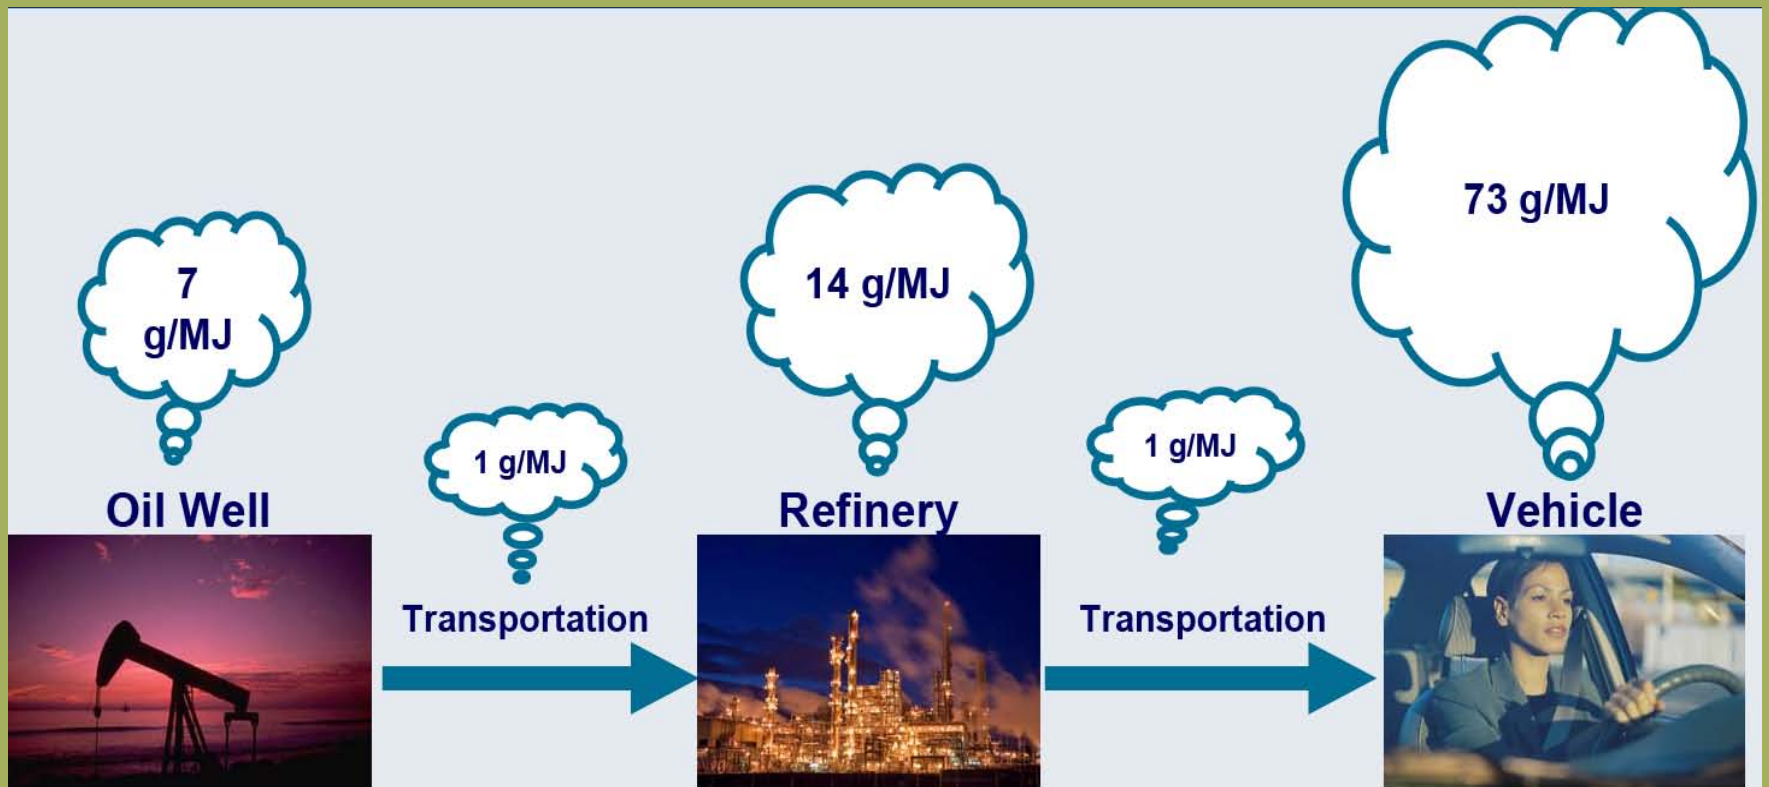 7
g/MJ
1 g/MJ
14 g/MJ
1 g/MJ
73 g/MJ
Oil Well
Transportation
Refinery
Transportation
Vehicle